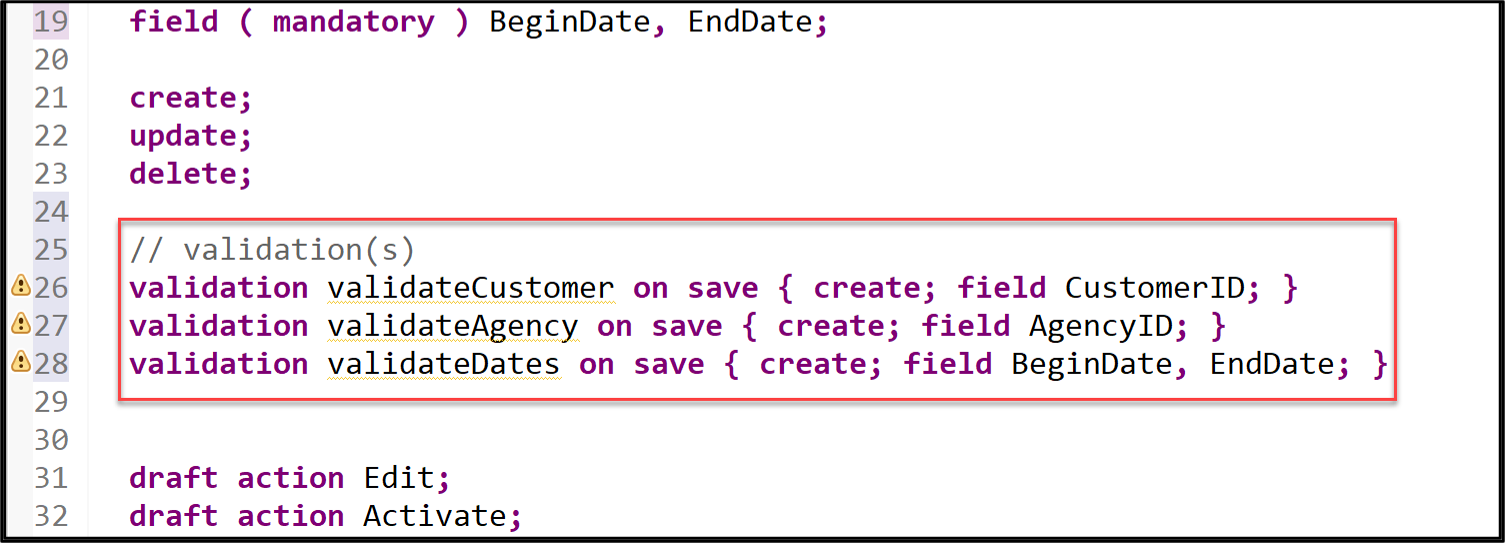 19 field ( mandatory ) BeginDate, EndDate;
20
21 create;
22 update;
23 delete;
24
25 // validation(s)
26 validation validateCustomer on save { create; field CustomerID; }
27 validation validateAgency on save { create; field AgencyID; }
28 validation validateDates on save { create; field BeginDate, EndDate; }
29
30
31 draft action Edit;
32 draft action Activate;